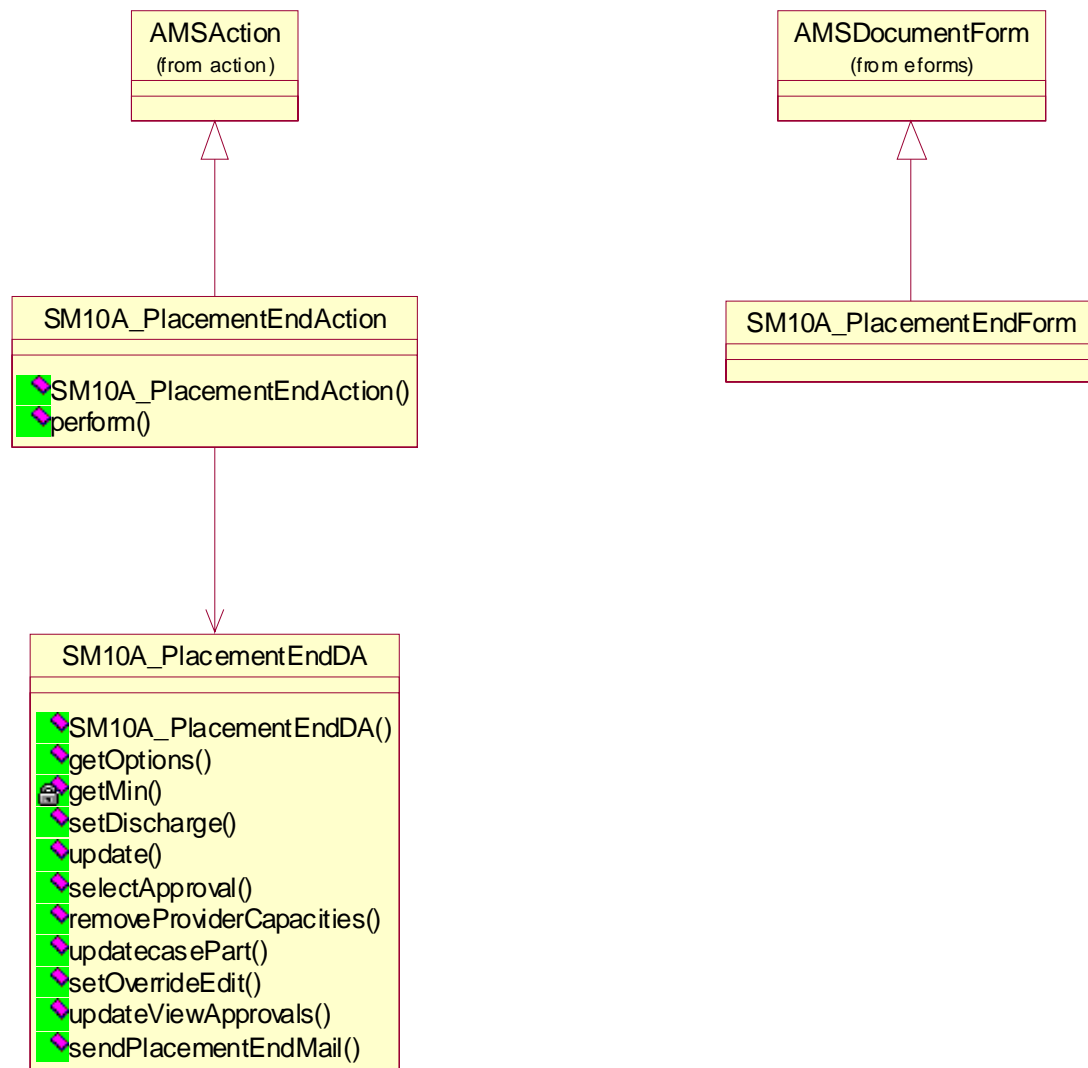 AMSAction
(from action)
AMSDocumentForm
(from eforms)
SM10A_PlacementEndAction
SM10A_PlacementEndAction()
perform()
SM10A_PlacementEndForm
SM10A_PlacementEndDA
SM10A_PlacementEndDA()
getOptions()
getMin()
setDischarge()
update()
selectApproval()
removeProviderCapacities()
updatecasePart()
setOverrideEdit()
updateViewApprovals()
sendPlacementEndMail()